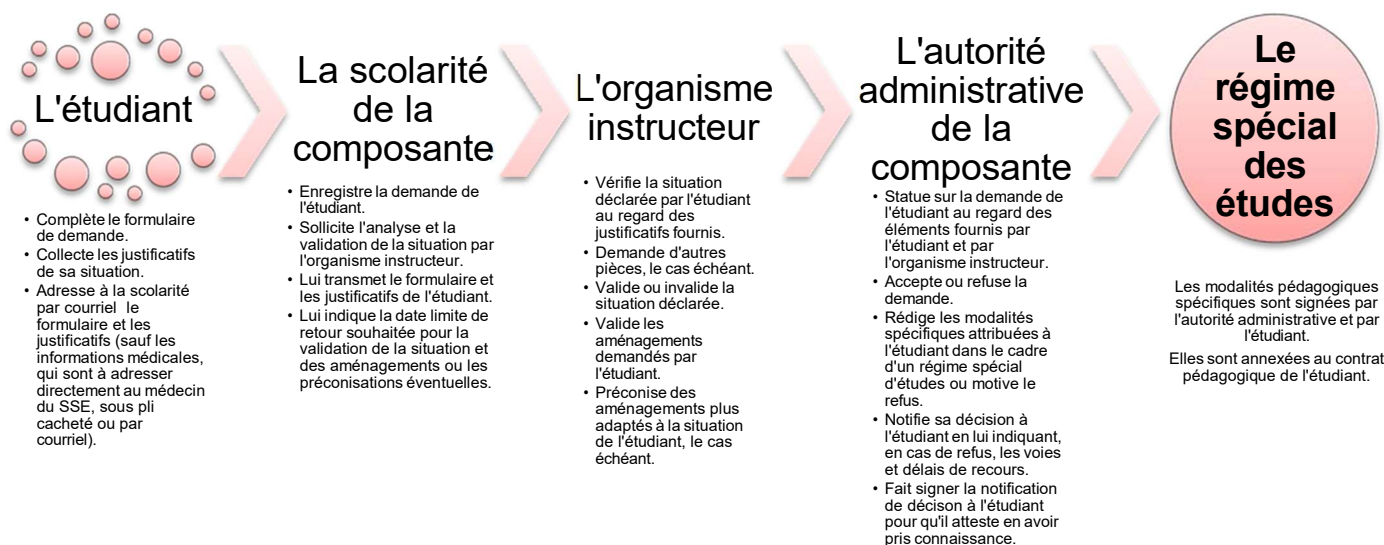 L'étudiant
• Complète le formulaire
de demande.
• Collecte les justificatifs
de sa situation.
• Adresse à la scolarité
par courriel le
formulaire et les
justificatifs (sauf les
informations médicales,
qui sont à adresser
directement au médecin
du SSE, sous pli
cacheté ou par
courriel).
La scolarité
de la
composante
• Enregistre la demande de
l'étudiant.
• Sollicite l'analyse et la
validation de la situation par
l'organisme instructeur.
• Lui transmet le formulaire et
les justificatifs de l'étudiant.
• Lui indique la date limite de
retour souhaitée pour la
validation de la situation et
des aménagements ou les
préconisations éventuelles.
L'organisme
instructeur
• Vérifie la situation
déclarée par l'étudiant
au regard des
justificatifs fournis.
• Demande d'autres
pièces, le cas échéant.
• Valide ou invalide la
situation déclarée.
• Valide les
aménagements
demandés par
l'étudiant.
• Préconise des
aménagements plus
adaptés à la situation
de l'étudiant, le cas
échéant.
L'autorité
administrative
de la
composante
• Statue sur la demande de
l'étudiant au regard des
éléments fournis par
l'étudiant et par
l'organisme instructeur.
• Accepte ou refuse la
demande.
• Rédige les modalités
spécifiques attribuées à
l'étudiant dans le cadre
d'un régime spécial
d'études ou motive le
refus.
• Notifie sa décision à
l'étudiant en lui indiquant,
en cas de refus, les voies
et délais de recours.
• Fait signer la notification
de décison à l'étudiant
pour qu'il atteste en avoir
pris connaissance.
Le
régime
spécial
des
études
Les modalités pédagogiques
spécifiques sont signées par
l'autorité administrative et par
l'étudiant.
Elles sont annexées au contrat
pédagogique de l'étudiant.